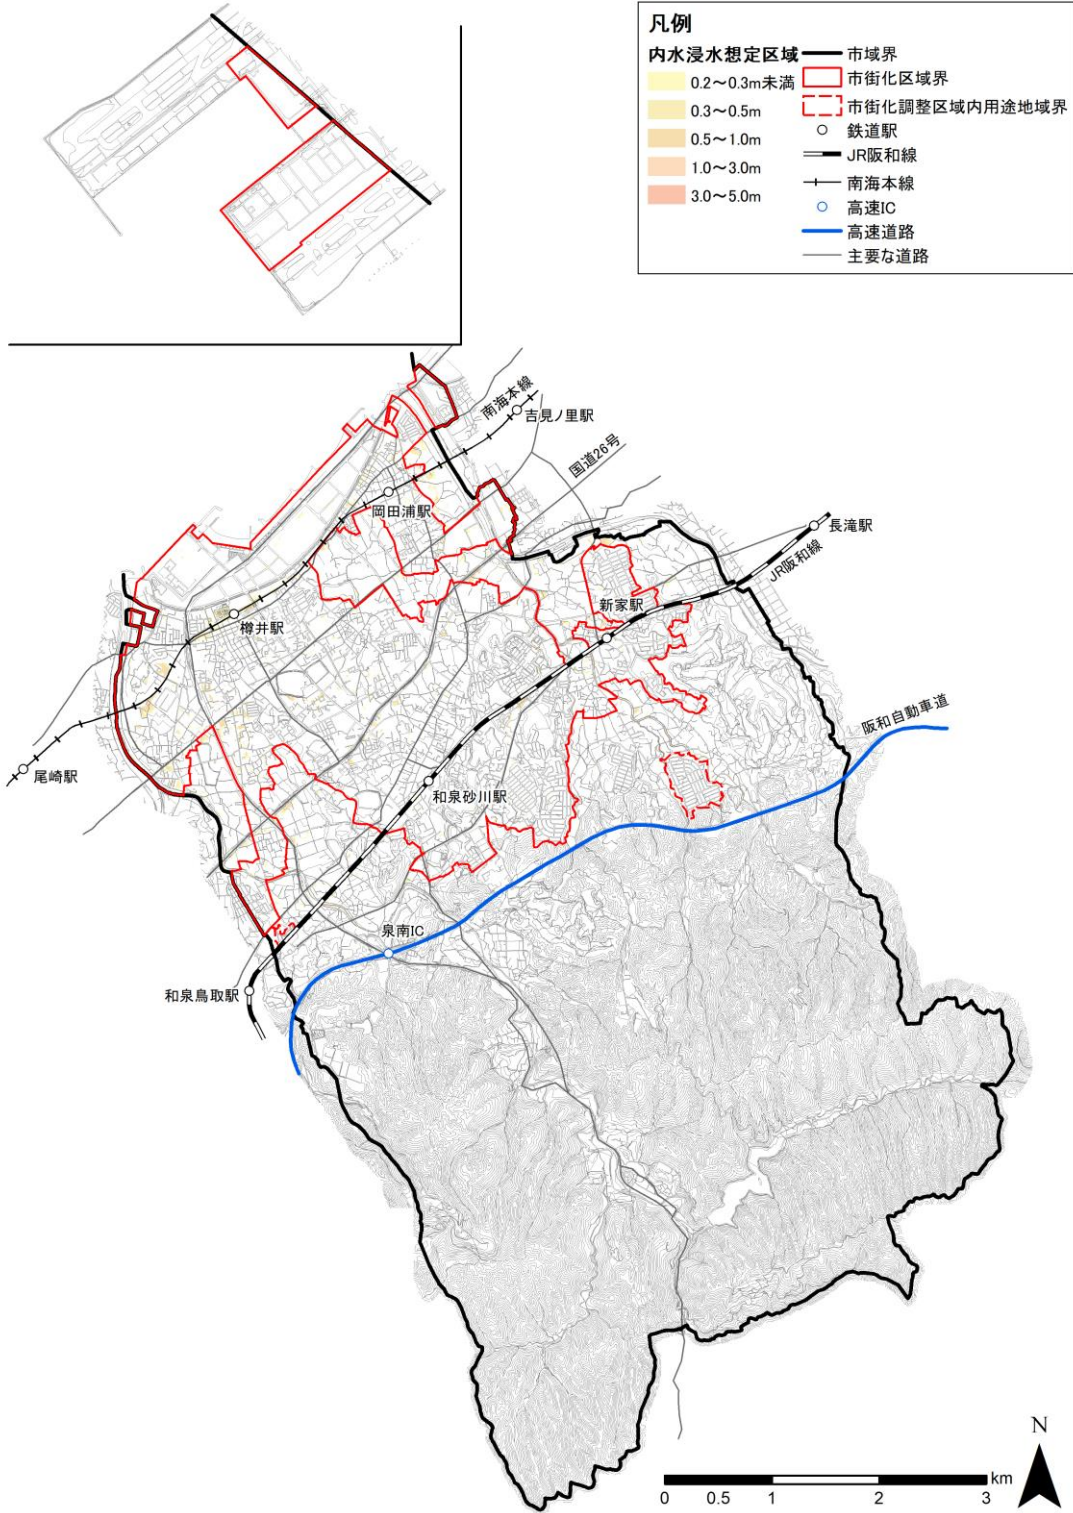 凡例
内水浸水想定区域
0.2～0.3m未満
0.3～0.5m
0.5～1.0m
1.0～3.0m
3.0～5.0m
市域界
市街化区域界
市街化調整区域内用途地域界
鉄道駅
JR阪和線
南海本線
高速IC
高速道路
主要な道路
南海本線
吉見ノ里駅
国道26号
岡田浦駅
長滝駅
JR阪和線
新家駅
樽井駅
阪和自動車道
尾崎駅
和泉砂川駅
泉南IC
和泉鳥取駅
N
km
0 0.5 1 2 3